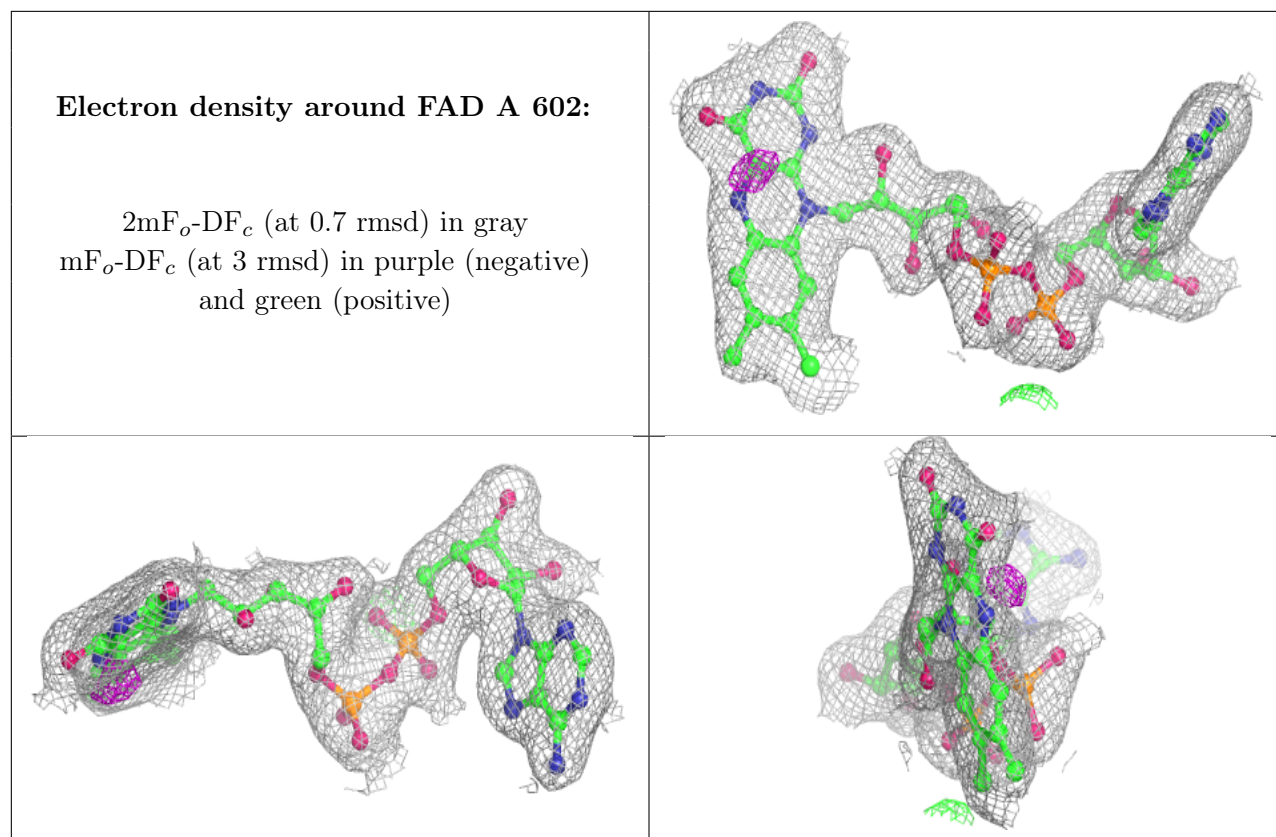 Electron density around FAD A 602:
2mFo-DFc (at 0.7 rmsd) in gray
mFo-DFc (at 3 rmsd) in purple (negative)
and green (positive)